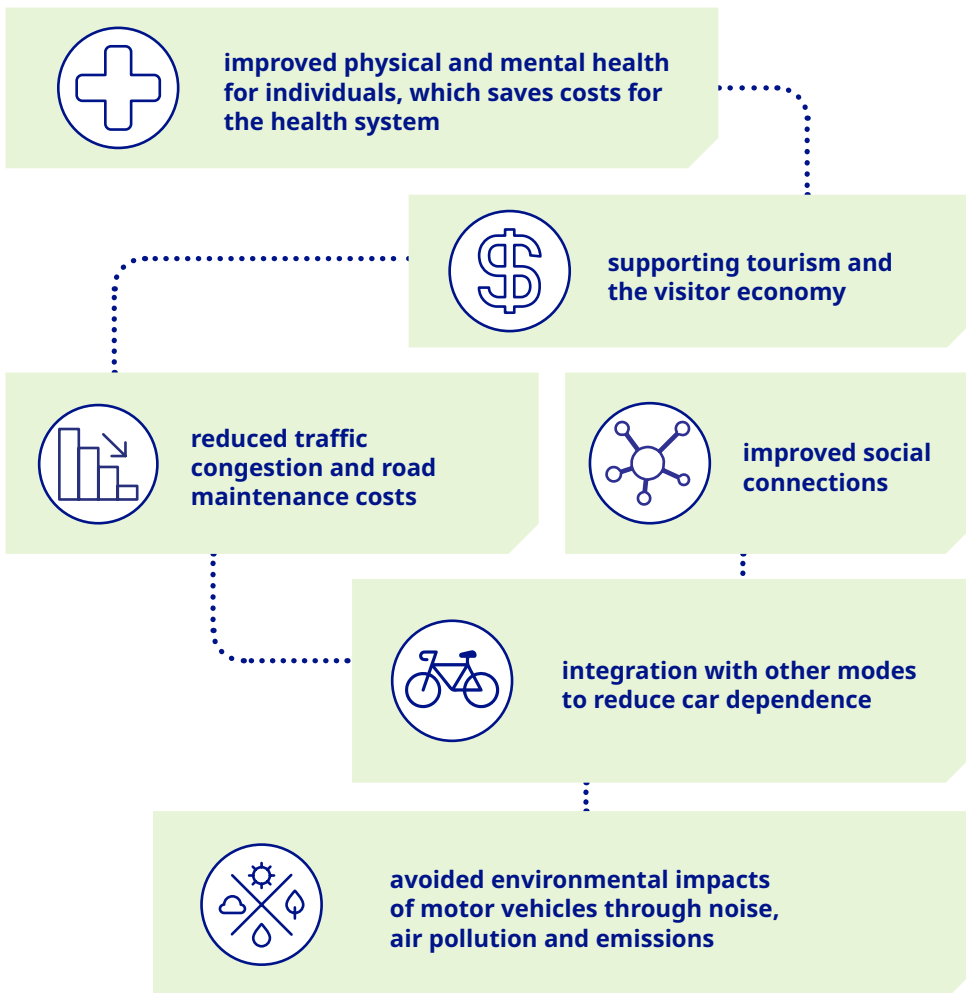 improved physical and mental health
for individuals, which saves costs for
the health system
supporting tourism and
the visitor economy
reduced traffic
congestion and road
maintenance costs
improved social
connections
integration with other modes
to reduce car dependence
avoided environmental impacts
of motor vehicles through noise,
air pollution and emissions